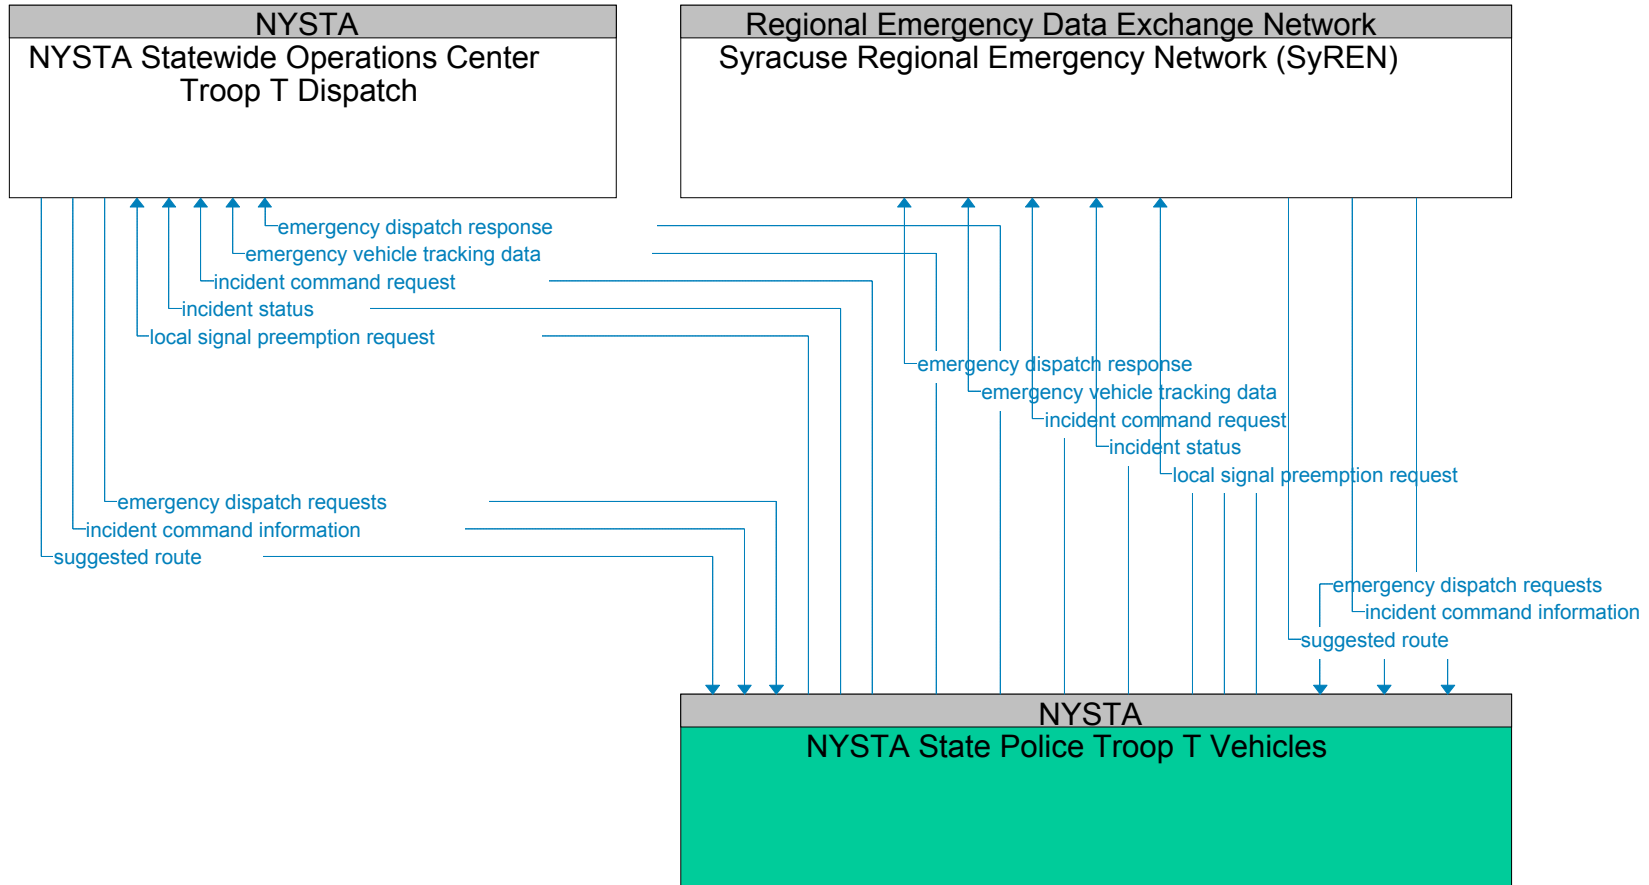 NYSTA
NYSTA Statewide Operations Center
Troop T Dispatch
Regional Emergency Data Exchange Network
Syracuse Regional Emergency Network (SyREN)
emergency dispatch response
emergency vehicle tracking data
incident command request
incident status
local signal preemption request
emergency dispatch response
emergency vehicle tracking data
incident command request
incident status
local signal preemption request
emergency dispatch requests
incident command information
suggested route
emergency dispatch requests
incident command information
suggested route
NYSTA
NYSTA State Police Troop T Vehicles